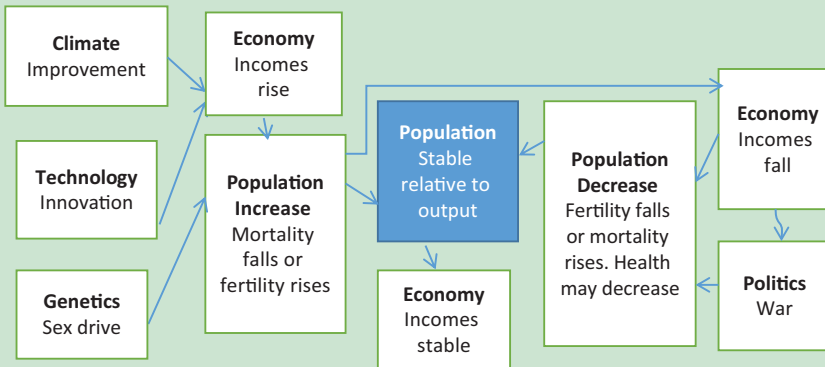 Climate
Improvement
Economy
Incomes
rise
Technology
Innovation
Population
Increase
Mortality
falls or
fertility rises
Genetics
Sex drive
Population
Stable
relative to
output
Economy
Incomes
stable
Population
Decrease
Fertility falls
or mortality
rises. Health
may decrease
Economy
Incomes
fall
Politics
War